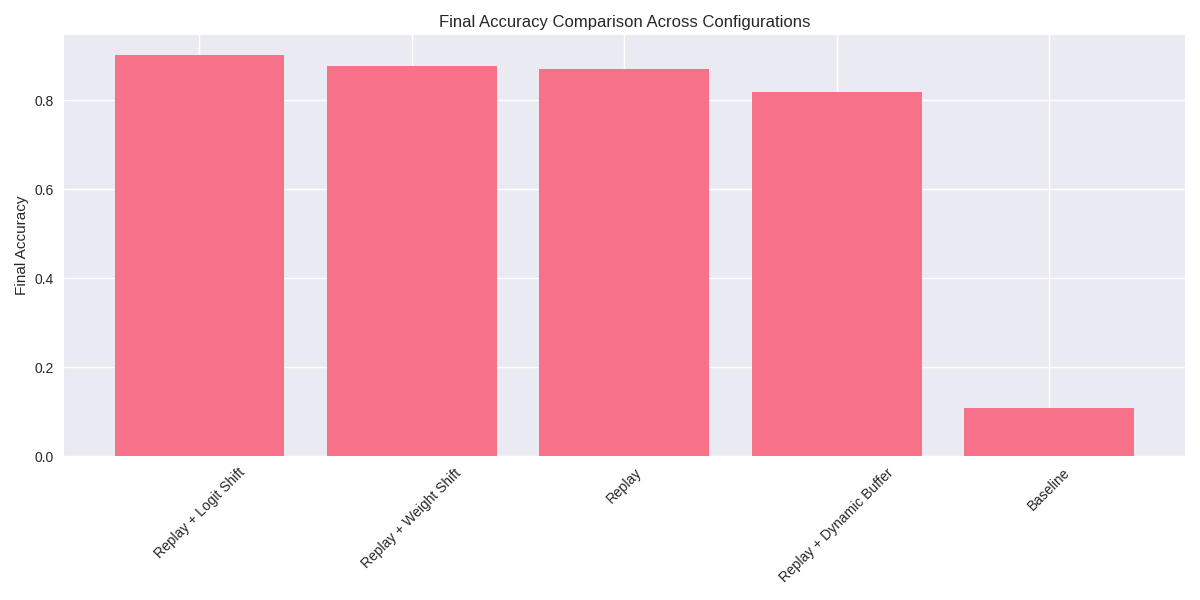 Final Accuracy Comparison Across Configurations
Final Accuracy
0.8
0.6
0.4
0.2
0.0
Replay + Logit Shift
Replay + Weight Shift
Replay
Replay + Dynamic Buffer
Baseline